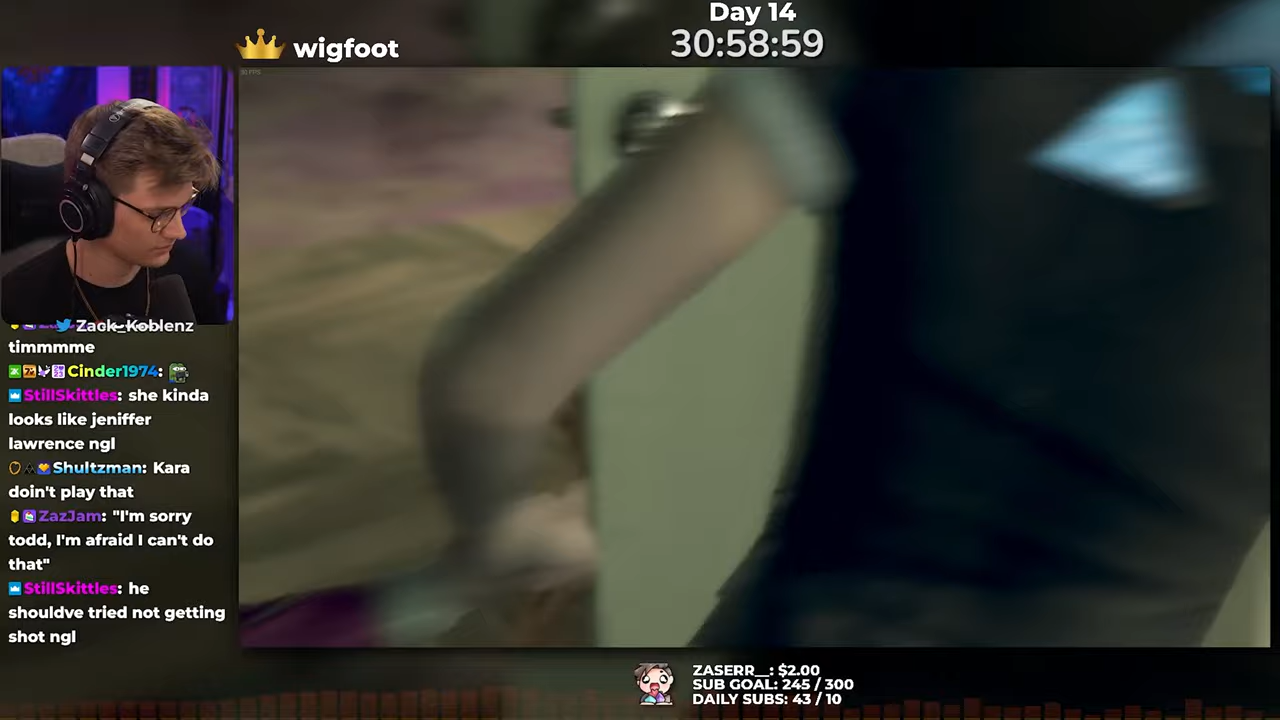 Day 14
30:58:59
wigfoot
30 FPS
Zack_Koblenz
timmmme
Cinder1974:
StillSkittles: she kinda
looks like jeniffer
lawrence ngl
Shultzman: Kara
doin't play that
ZazJam: "I'm sorry
todd, I'm afraid I can't do
that"
StillSkittles: he
shouldve tried not getting
shot ngl
ZASERR__: $2.00
SUB GOAL: 245 / 300
DAILY SUBS: 43 / 10